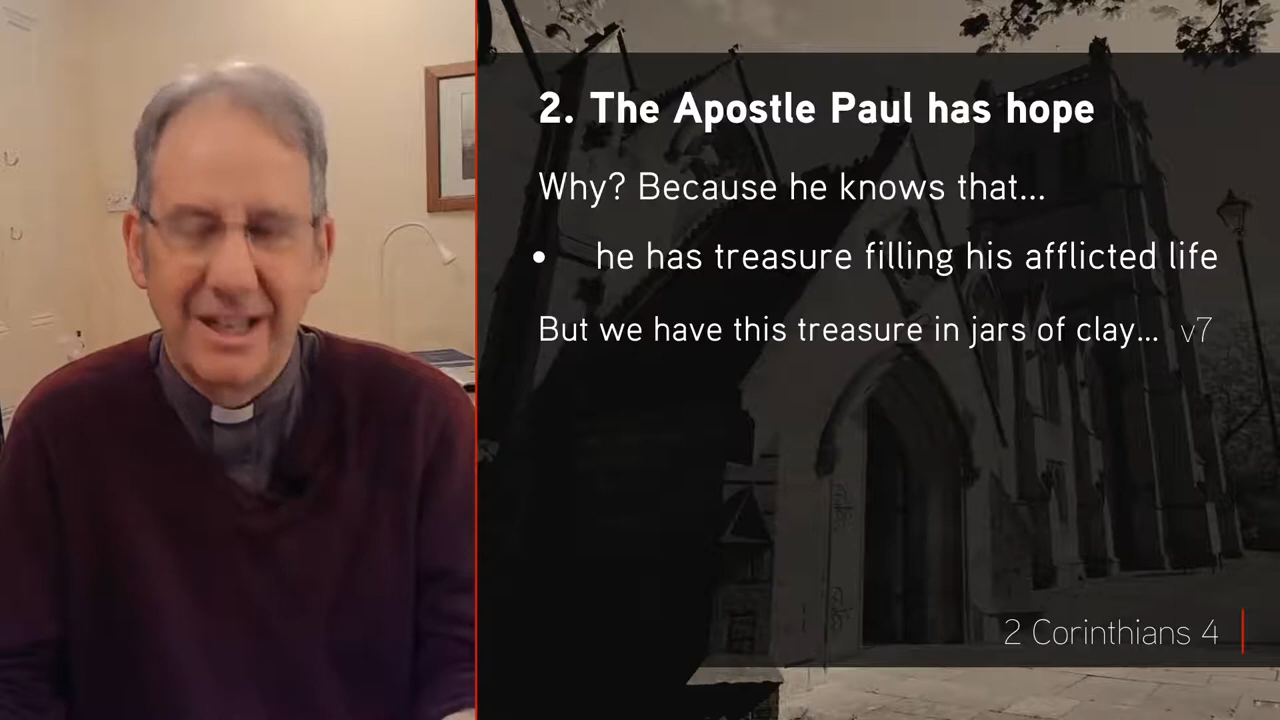 2. The Apostle Paul has hope
Why? Because he knows that...
• he has treasure filling his afflicted life
But we have this treasure in jars of clay... v7
2 Corinthians 4